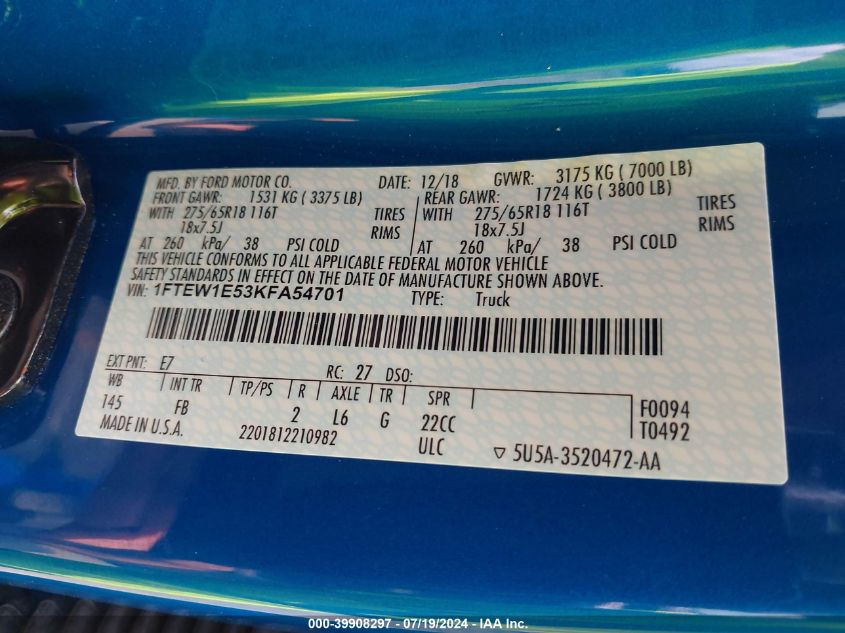 MFD. BY FORD MOTOR CO. DATE: 12/18 GVWR: 3175 KG ( 7000 LB)
FRONT GAWR: 1531 KG ( 3375 LB) REAR GAWR: 1724 KG ( 3800 LB)
WITH 275/65R18 116T TIRES WITH 275/65R18 116T TIRES
18x7.5J RIMS 18x7.5J RIMS
AT 260 kPa/ 38 PSI COLD AT 260 kPa/ 38 PSI COLD
THIS VEHICLE CONFORMS TO ALL APPLICABLE FEDERAL MOTOR VEHICLE
SAFETY STANDARDS IN EFFECT ON THE DATE OF MANUFACTURE SHOWN ABOVE.
VIN: 1FTEW1E53KFA54701 TYPE: Truck
EXT PNT: E7 RC: 27 DSO:
WB INT TR TP/PS R AXLE TR SPR
145 FB 2 L6 G 22CC F0094
MADE IN U.S.A. 2201812210982 ULC T0492
▽ 5U5A-3520472-AA
000-39908297 - 07/19/2024 - IAA Inc.